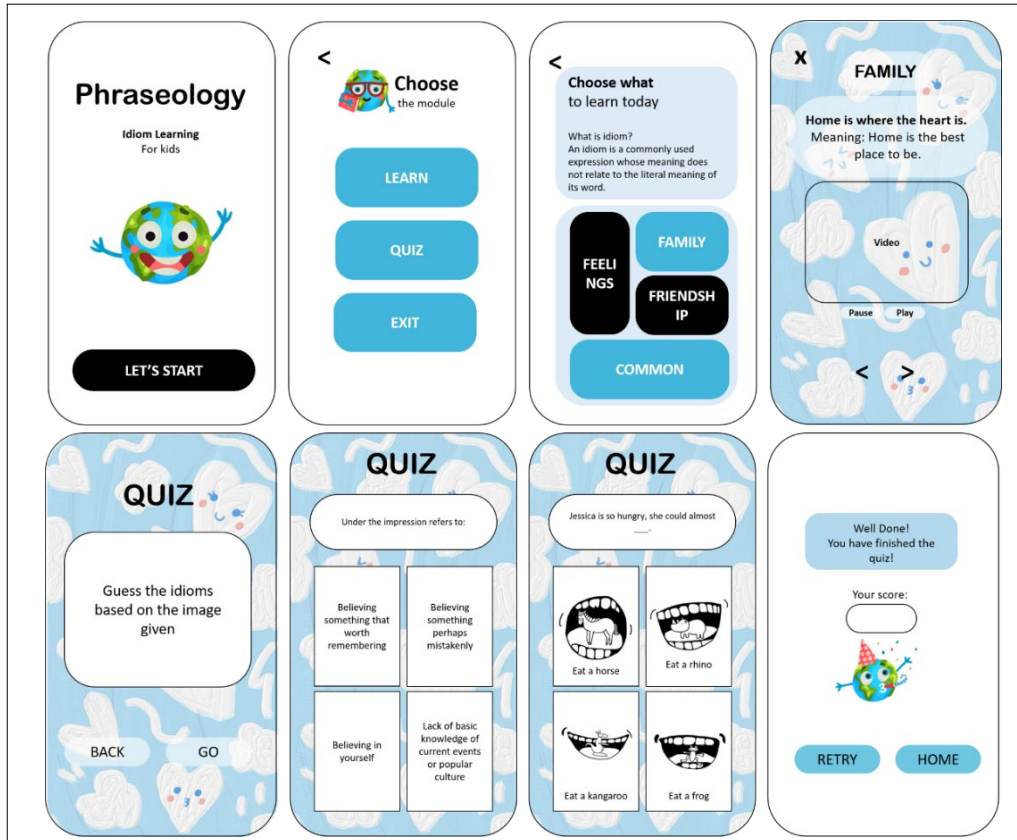 Phraseology
Idiom Learning
For kids
LET'S START
<
Choose
the module
LEARN
QUIZ
EXIT
<
Choose what
to learn today
What is idiom?
An idiom is a commonly used
expression whose meaning does
not relate to the literal meaning of
its word.
FEELI
NGS
FAMILY
FRIENDSH
IP
COMMON
X
FAMILY
Home is where the heart is.
Meaning: Home is the best
place to be.
Video
Pause Play
< >
QUIZ
Guess the idioms
based on the image
given
BACK GO
QUIZ
Under the impression refers to:
Believing
something that
worth
remembering
Believing
something
perhaps
mistakenly
Believing in
yourself
Lack of basic
knowledge of
current events
or popular
culture
QUIZ
Jessica is so hungry, she could almost
___.
Eat a horse
Eat a rhino
Eat a kangaroo
Eat a frog
Well Done!
You have finished the
quiz!
Your score:
RETRY HOME